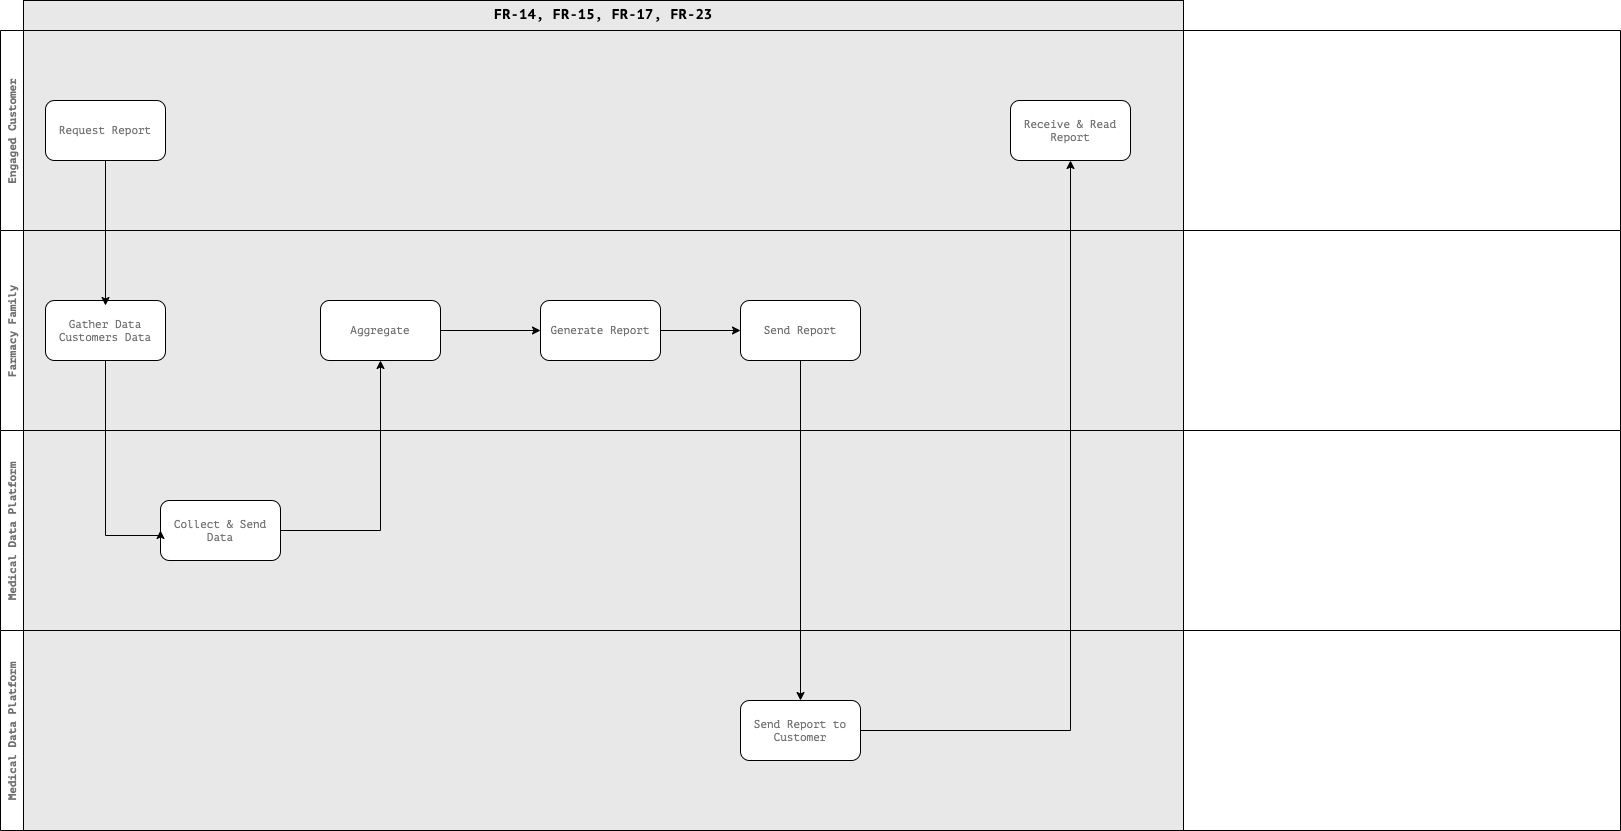 FR-14, FR-15, FR-17, FR-23
Engaged Customer
Request Report
Receive & Read
Report
Farmacy Family
Gather Data
Customers Data
Aggregate
Generate Report
Send Report
Medical Data Platform
Collect & Send
Data
Medical Data Platform
Send Report to
Customer